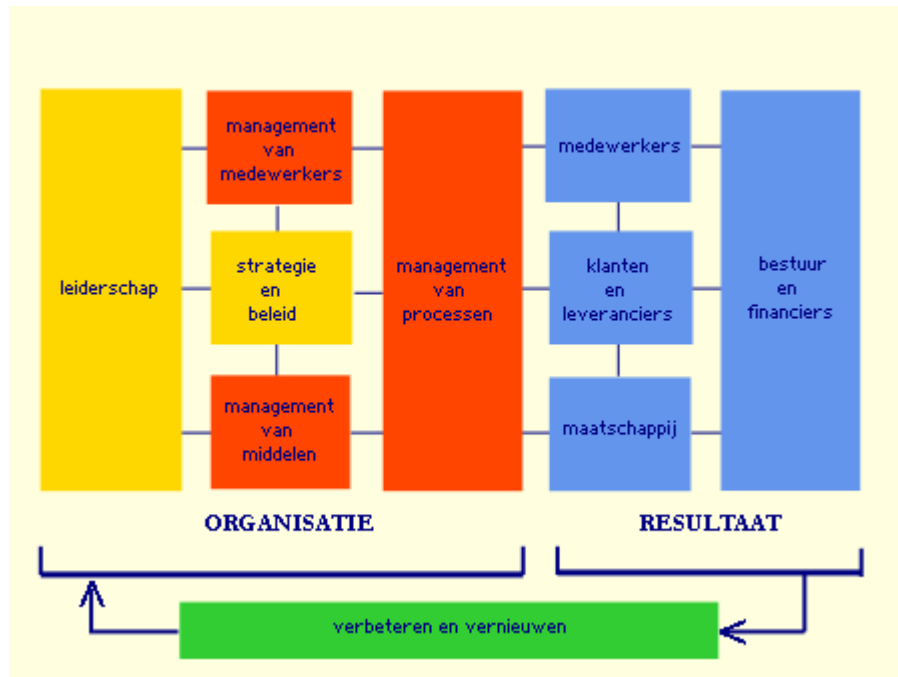 leiderschap
management
van
medewerkers
strategie
en
beleid
management
van
middelen
management
van
processen
medewerkers
klanten
en
leveranciers
maatschappij
bestuur
en
financiers
ORGANISATIE
RESULTAAT
verbeteren en vernieuwen